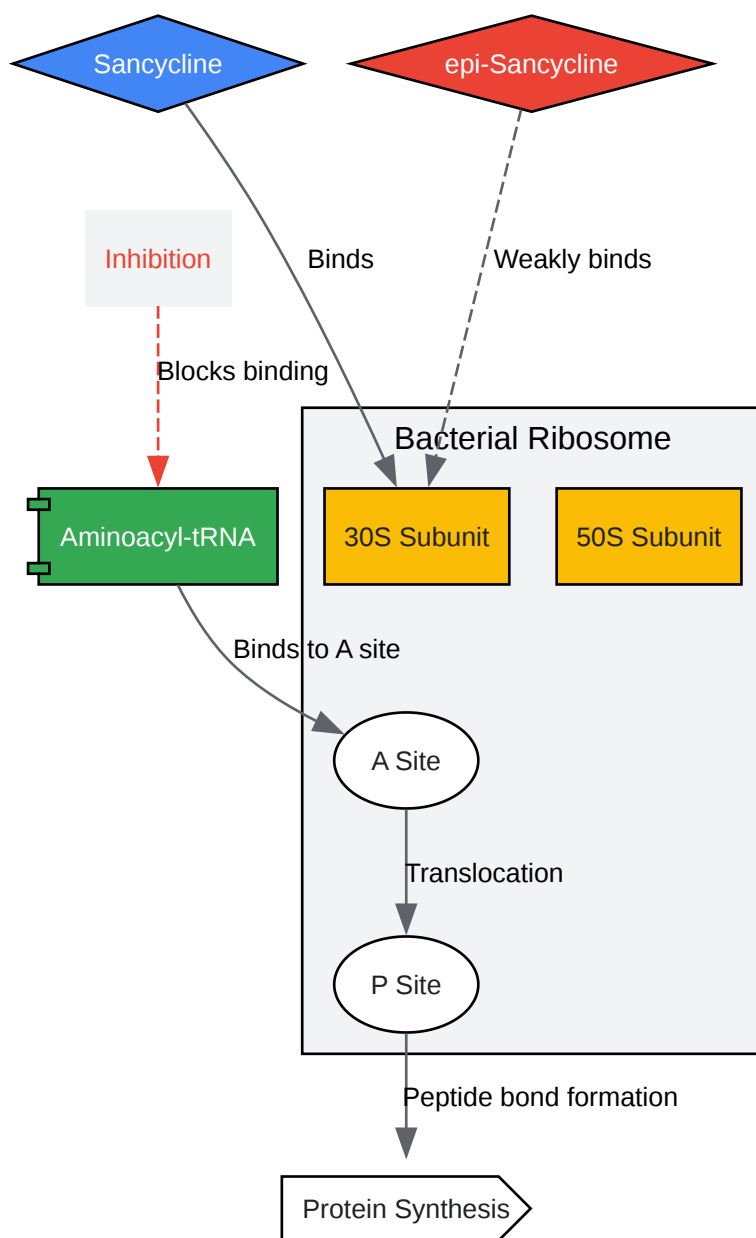 Sancycline
epi-Sancycline
Inhibition
Binds
Weakly binds
Blocks binding
Bacterial Ribosome
Aminoacyl-tRNA
30S Subunit
50S Subunit
Binds to A site
A Site
Translocation
P Site
Peptide bond formation
Protein Synthesis